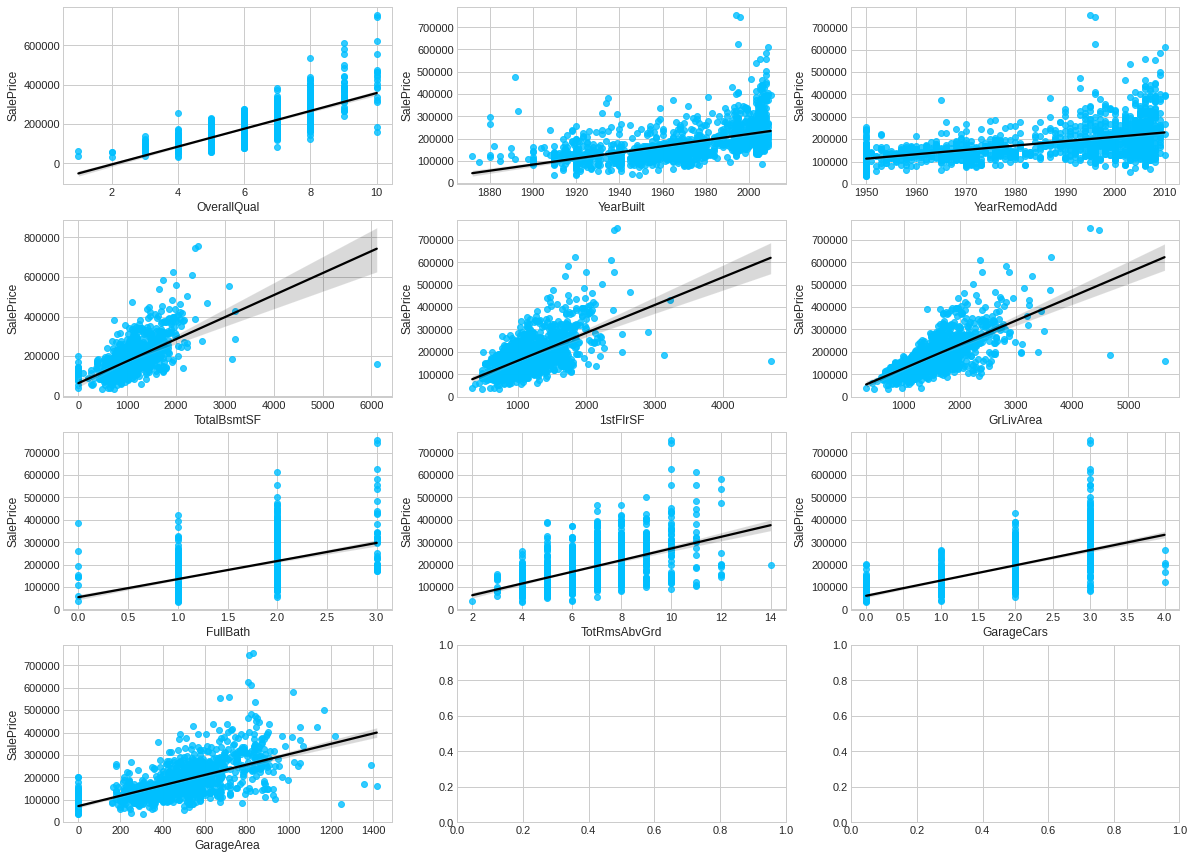 SalePrice
600000
400000
200000
0
2 4 6 8 10
OverallQual
SalePrice
700000
600000
500000
400000
300000
200000
100000
0
1880 1900 1920 1940 1960 1980 2000
YearBuilt
SalePrice
700000
600000
500000
400000
300000
200000
100000
0
1950 1960 1970 1980 1990 2000 2010
YearRemodAdd
SalePrice
800000
600000
400000
200000
0
0 1000 2000 3000 4000 5000 6000
TotalBsmtSF
SalePrice
700000
600000
500000
400000
300000
200000
100000
0
1000 2000 3000 4000
1stFlrSF
SalePrice
700000
600000
500000
400000
300000
200000
100000
0
1000 2000 3000 4000 5000
GrLivArea
SalePrice
700000
600000
500000
400000
300000
200000
100000
0
0.0 0.5 1.0 1.5 2.0 2.5 3.0
FullBath
SalePrice
700000
600000
500000
400000
300000
200000
100000
0
2 4 6 8 10 12 14
TotRmsAbvGrd
SalePrice
700000
600000
500000
400000
300000
200000
100000
0
0.0 0.5 1.0 1.5 2.0 2.5 3.0 3.5 4.0
GarageCars
SalePrice
700000
600000
500000
400000
300000
200000
100000
0
0 200 400 600 800 1000 1200 1400
GarageArea
1.0
0.8
0.6
0.4
0.2
0.0
0.0 0.2 0.4 0.6 0.8 1.0
1.0
0.8
0.6
0.4
0.2
0.0
0.0 0.2 0.4 0.6 0.8 1.0